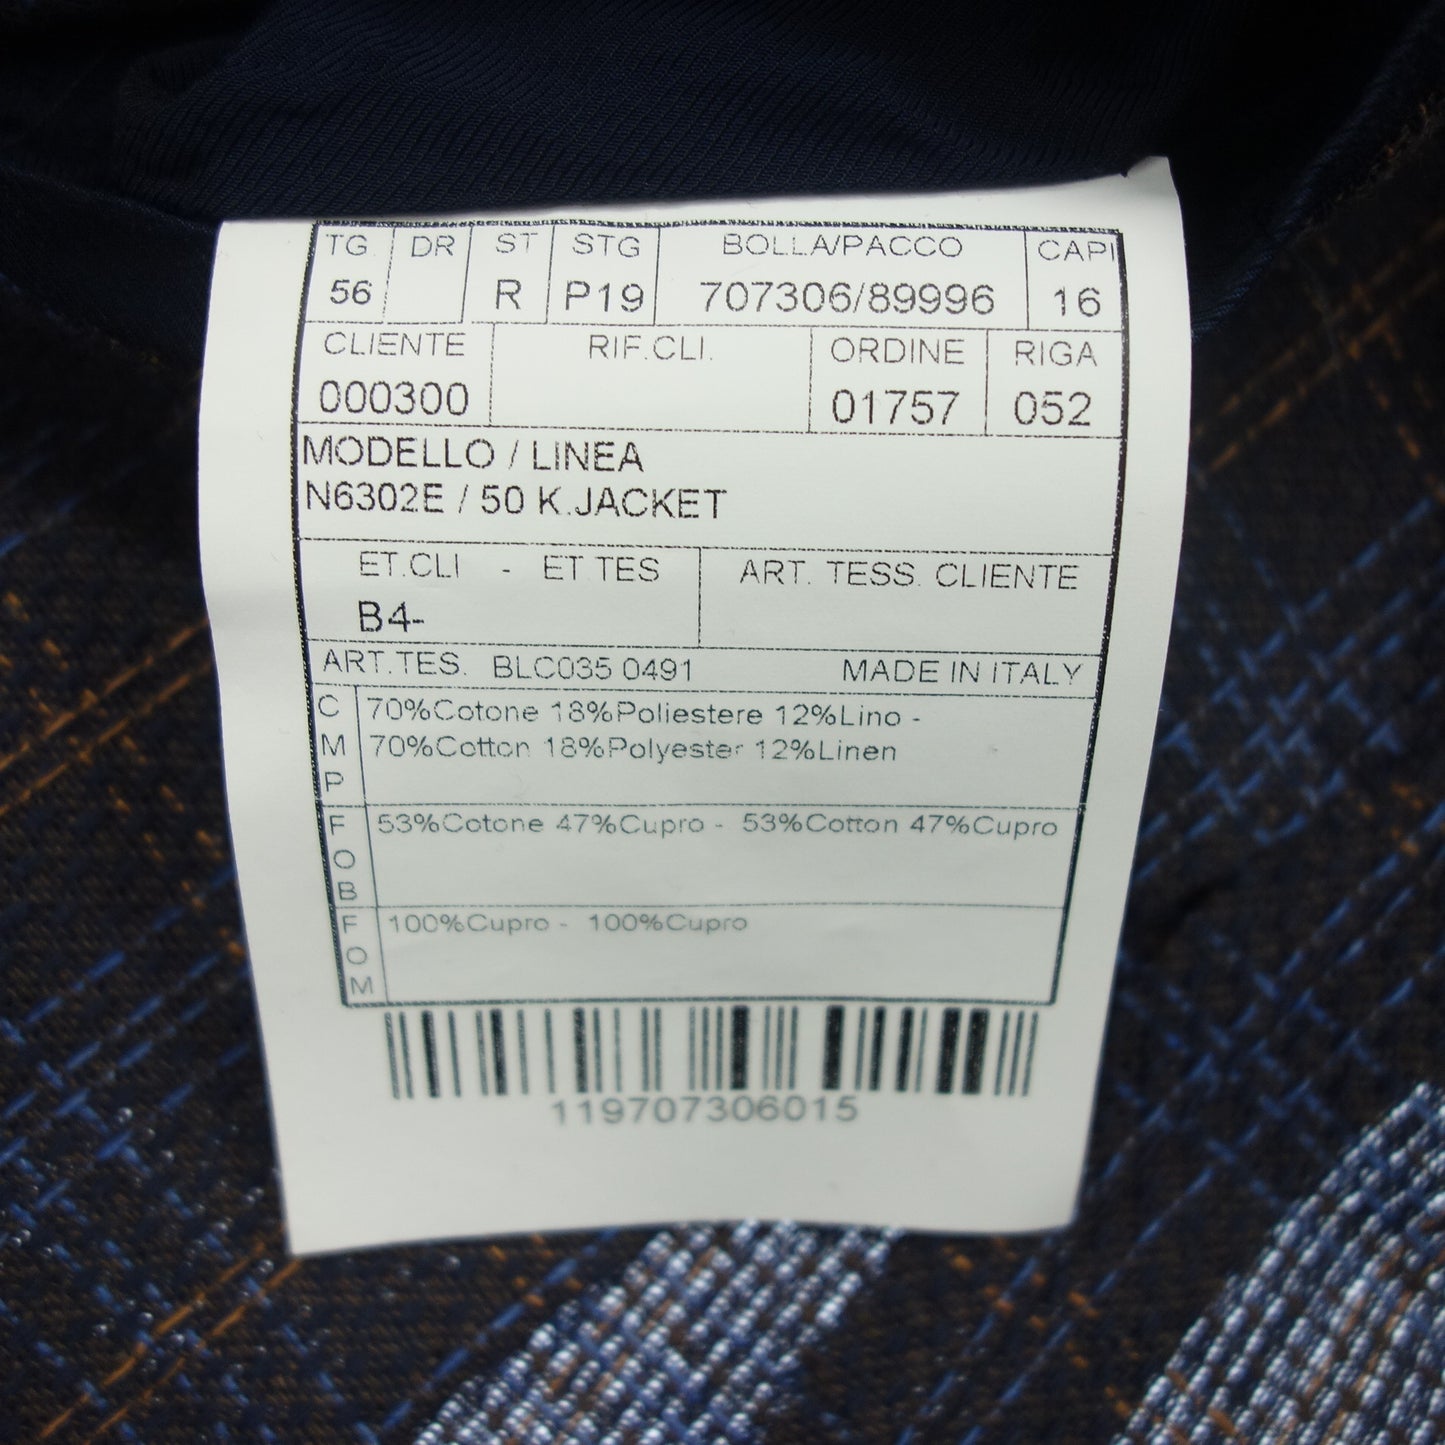 TG DR ST STG BOLLA/PACCO CAPI
56 R P19 707306/89996 16
CLIENTE RIF.CLI. ORDINE RIGA
000300 01757 052
MODELLO / LINEA
N6302E / 50 K.JACKET
ET.CLI - ET.TES ART. TESS. CLIENTE
B4-
ART.TES. BLC035 0491 MADE IN ITALY
CMP 70%Cotone 18%Poliestere 12%Lino -
70%Cotton 18%Polyester 12%Linen
FOB 53%Cotone 47%Cupro - 53%Cotton 47%Cupro
FOM 100%Cupro - 100%Cupro
119707306015